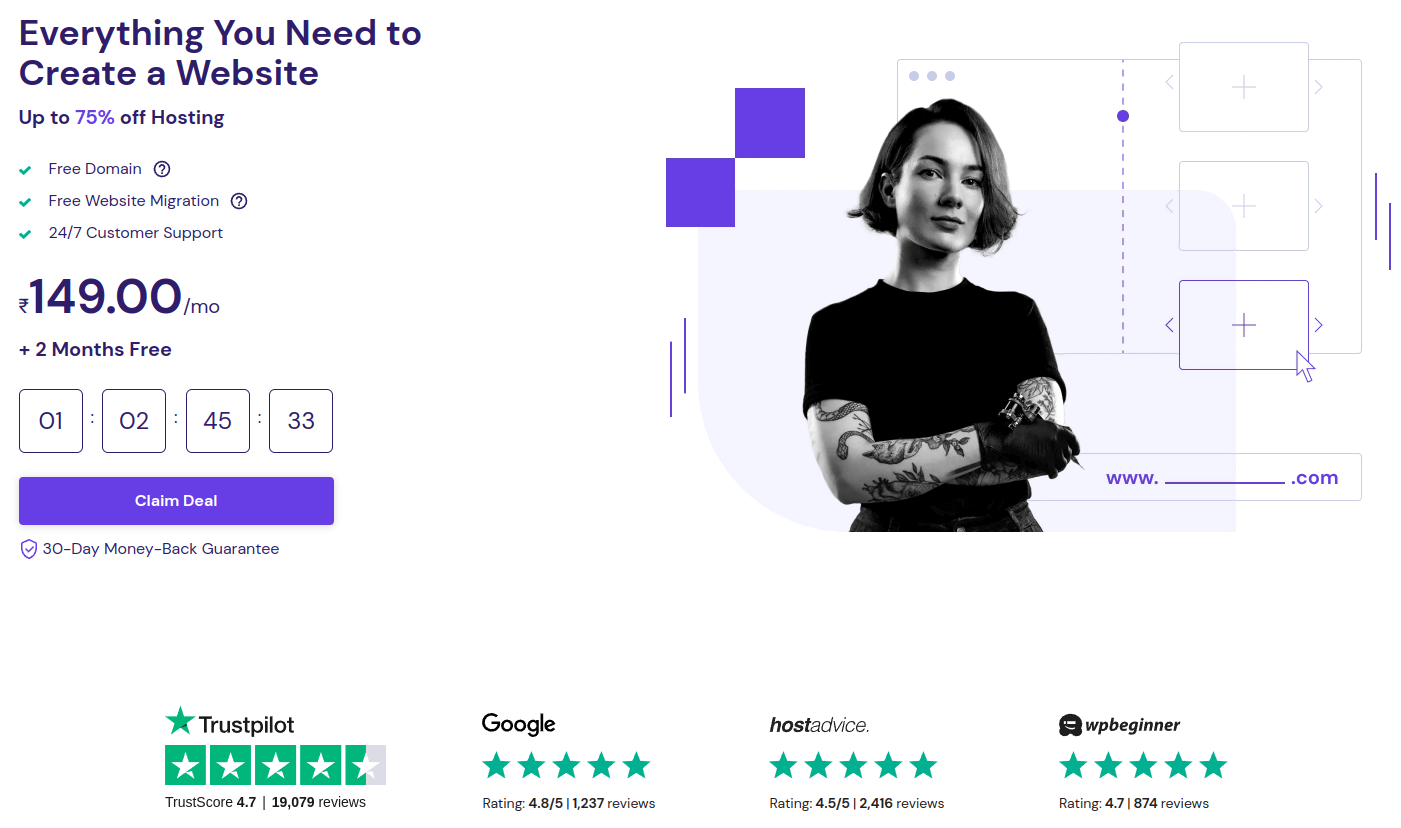 Everything You Need to
Create a Website
Up to 75% off Hosting
Free Domain
Free Website Migration
24/7 Customer Support
₹149.00/mo
+ 2 Months Free
01 : 02 : 45 : 33
Claim Deal
30-Day Money-Back Guarantee
www. .com
Trustpilot
TrustScore 4.7 | 19,079 reviews
Google
Rating: 4.8/5 | 1,237 reviews
hostadvice.
Rating: 4.5/5 | 2,416 reviews
wpbeginner
Rating: 4.7 | 874 reviews